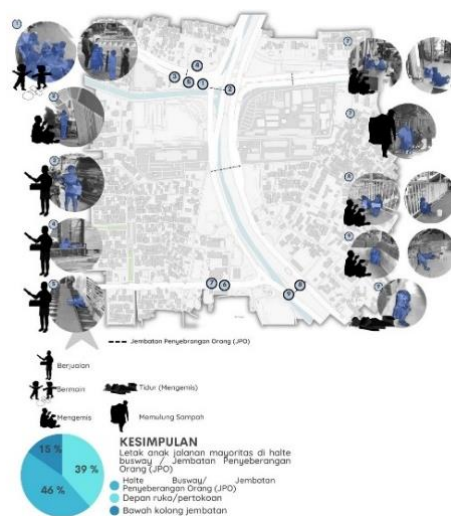 Jembatan Penyebrangan Orang (JPO)
Berjualan
Bermain
Tidur (Mengemis)
Mengemis
Memulung Sampah
KESIMPULAN
Letak anak jalanan mayoritas di halte
busway / Jembatan Penyeberangan
Orang (JPO)
Halte Busway/ Jembatan
Penyeberangan Orang (JPO)
Depan ruko/pertokoan
Bawah kolong jembatan
15 %
39 %
46 %